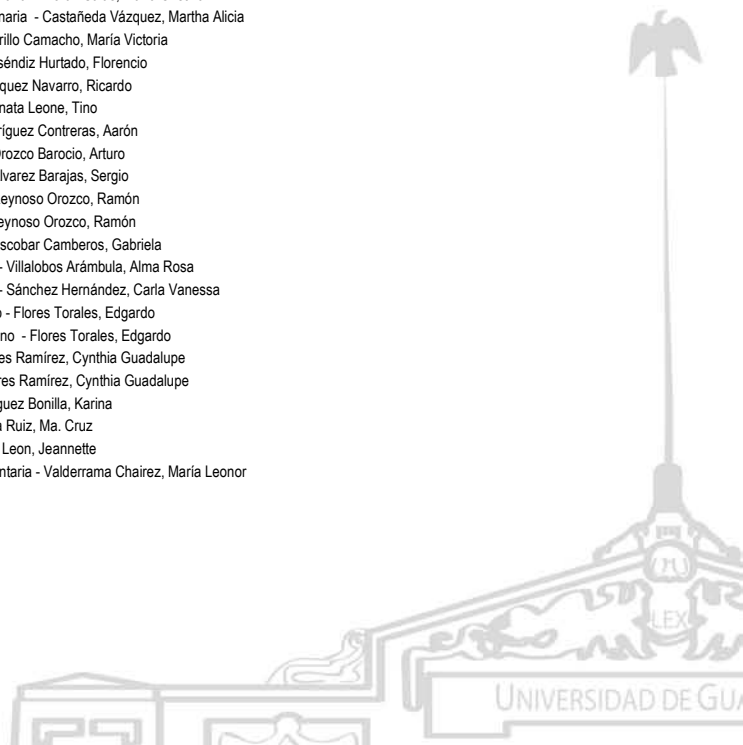 naria - Castañeda Vázquez, Martha Alicia
rillo Camacho, María Victoria
séndiz Hurtado, Florencio
quez Navarro, Ricardo
nata Leone, Tino
ríguez Contreras, Aarón
Orozco Barocio, Arturo
lvarez Barajas, Sergio
eynoso Orozco, Ramón
eynoso Orozco, Ramón
scobar Camberos, Gabriela
- Villalobos Arámbula, Alma Rosa
- Sánchez Hernández, Carla Vanessa
o - Flores Torales, Edgardo
no - Flores Torales, Edgardo
es Ramírez, Cynthia Guadalupe
res Ramírez, Cynthia Guadalupe
guez Bonilla, Karina
a Ruiz, Ma. Cruz
Leon, Jeannette
ntaria - Valderrama Chairez, María Leonor
LEX
UNIVERSIDAD DE GUA